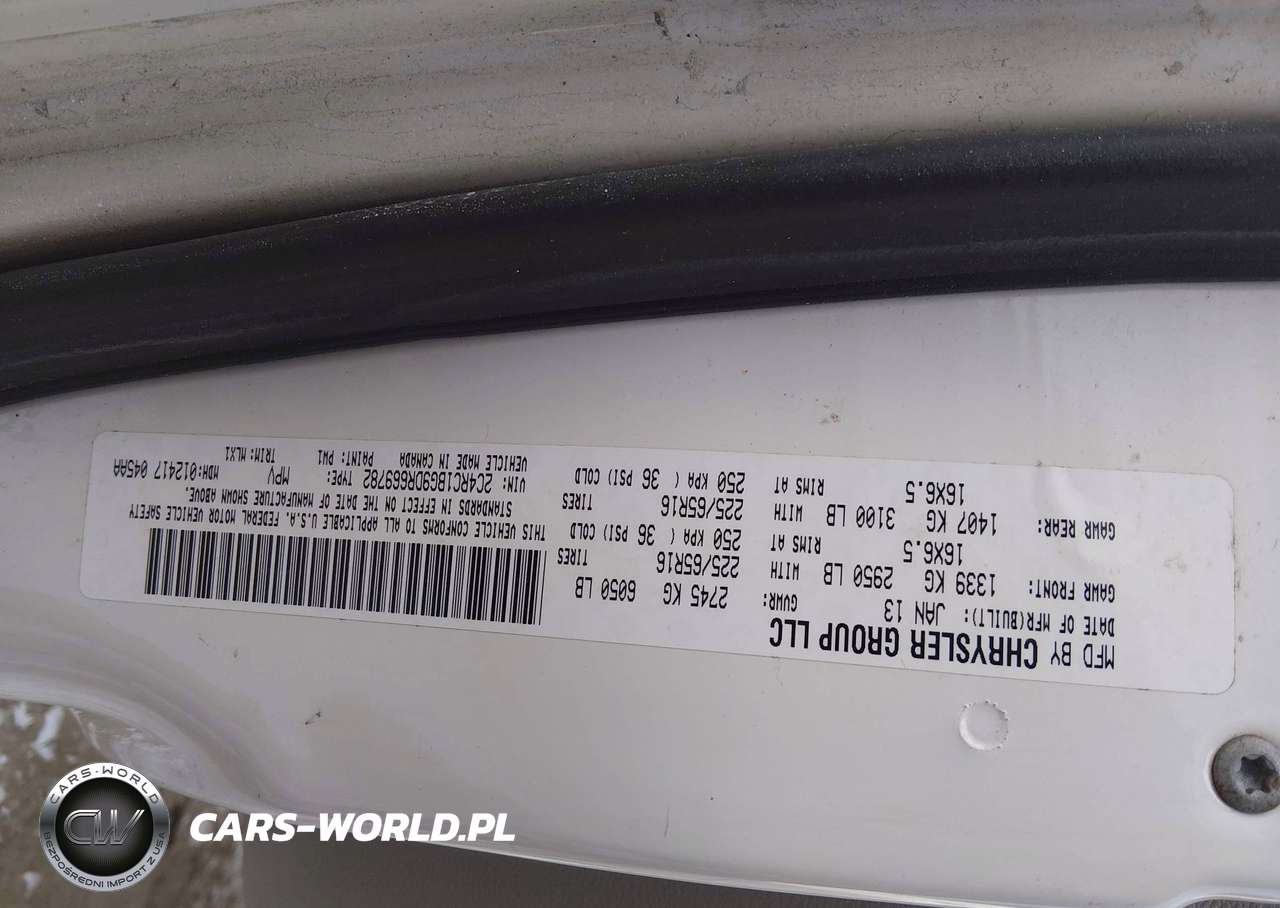 MFD BY CHRYSLER GROUP LLC
DATE OF MFR(BUILT): JAN 13 GVWR: 2745 KG 6050 LB
GAWR FRONT: 1339 KG 2950 LB WITH 225/65R16 TIRES
16X6.5 RIMS AT 250 KPA ( 36 PSI) COLD
GAWR REAR: 1407 KG 3100 LB WITH 225/65R16 TIRES
16X6.5 RIMS AT 250 KPA ( 36 PSI) COLD
THIS VEHICLE CONFORMS TO ALL APPLICABLE U.S.A. FEDERAL MOTOR VEHICLE SAFETY
STANDARDS IN EFFECT ON THE DATE OF MANUFACTURE SHOWN ABOVE.
VIN: 2C4RC1BG9DR669782 TYPE: MPV MDH:012417 045AA
VEHICLE MADE IN CANADA PAINT: PW1 TRIM: MLX1
CARS-WORLD
CW
BEZPOŚREDNI IMPORT Z USA
CARS-WORLD.PL